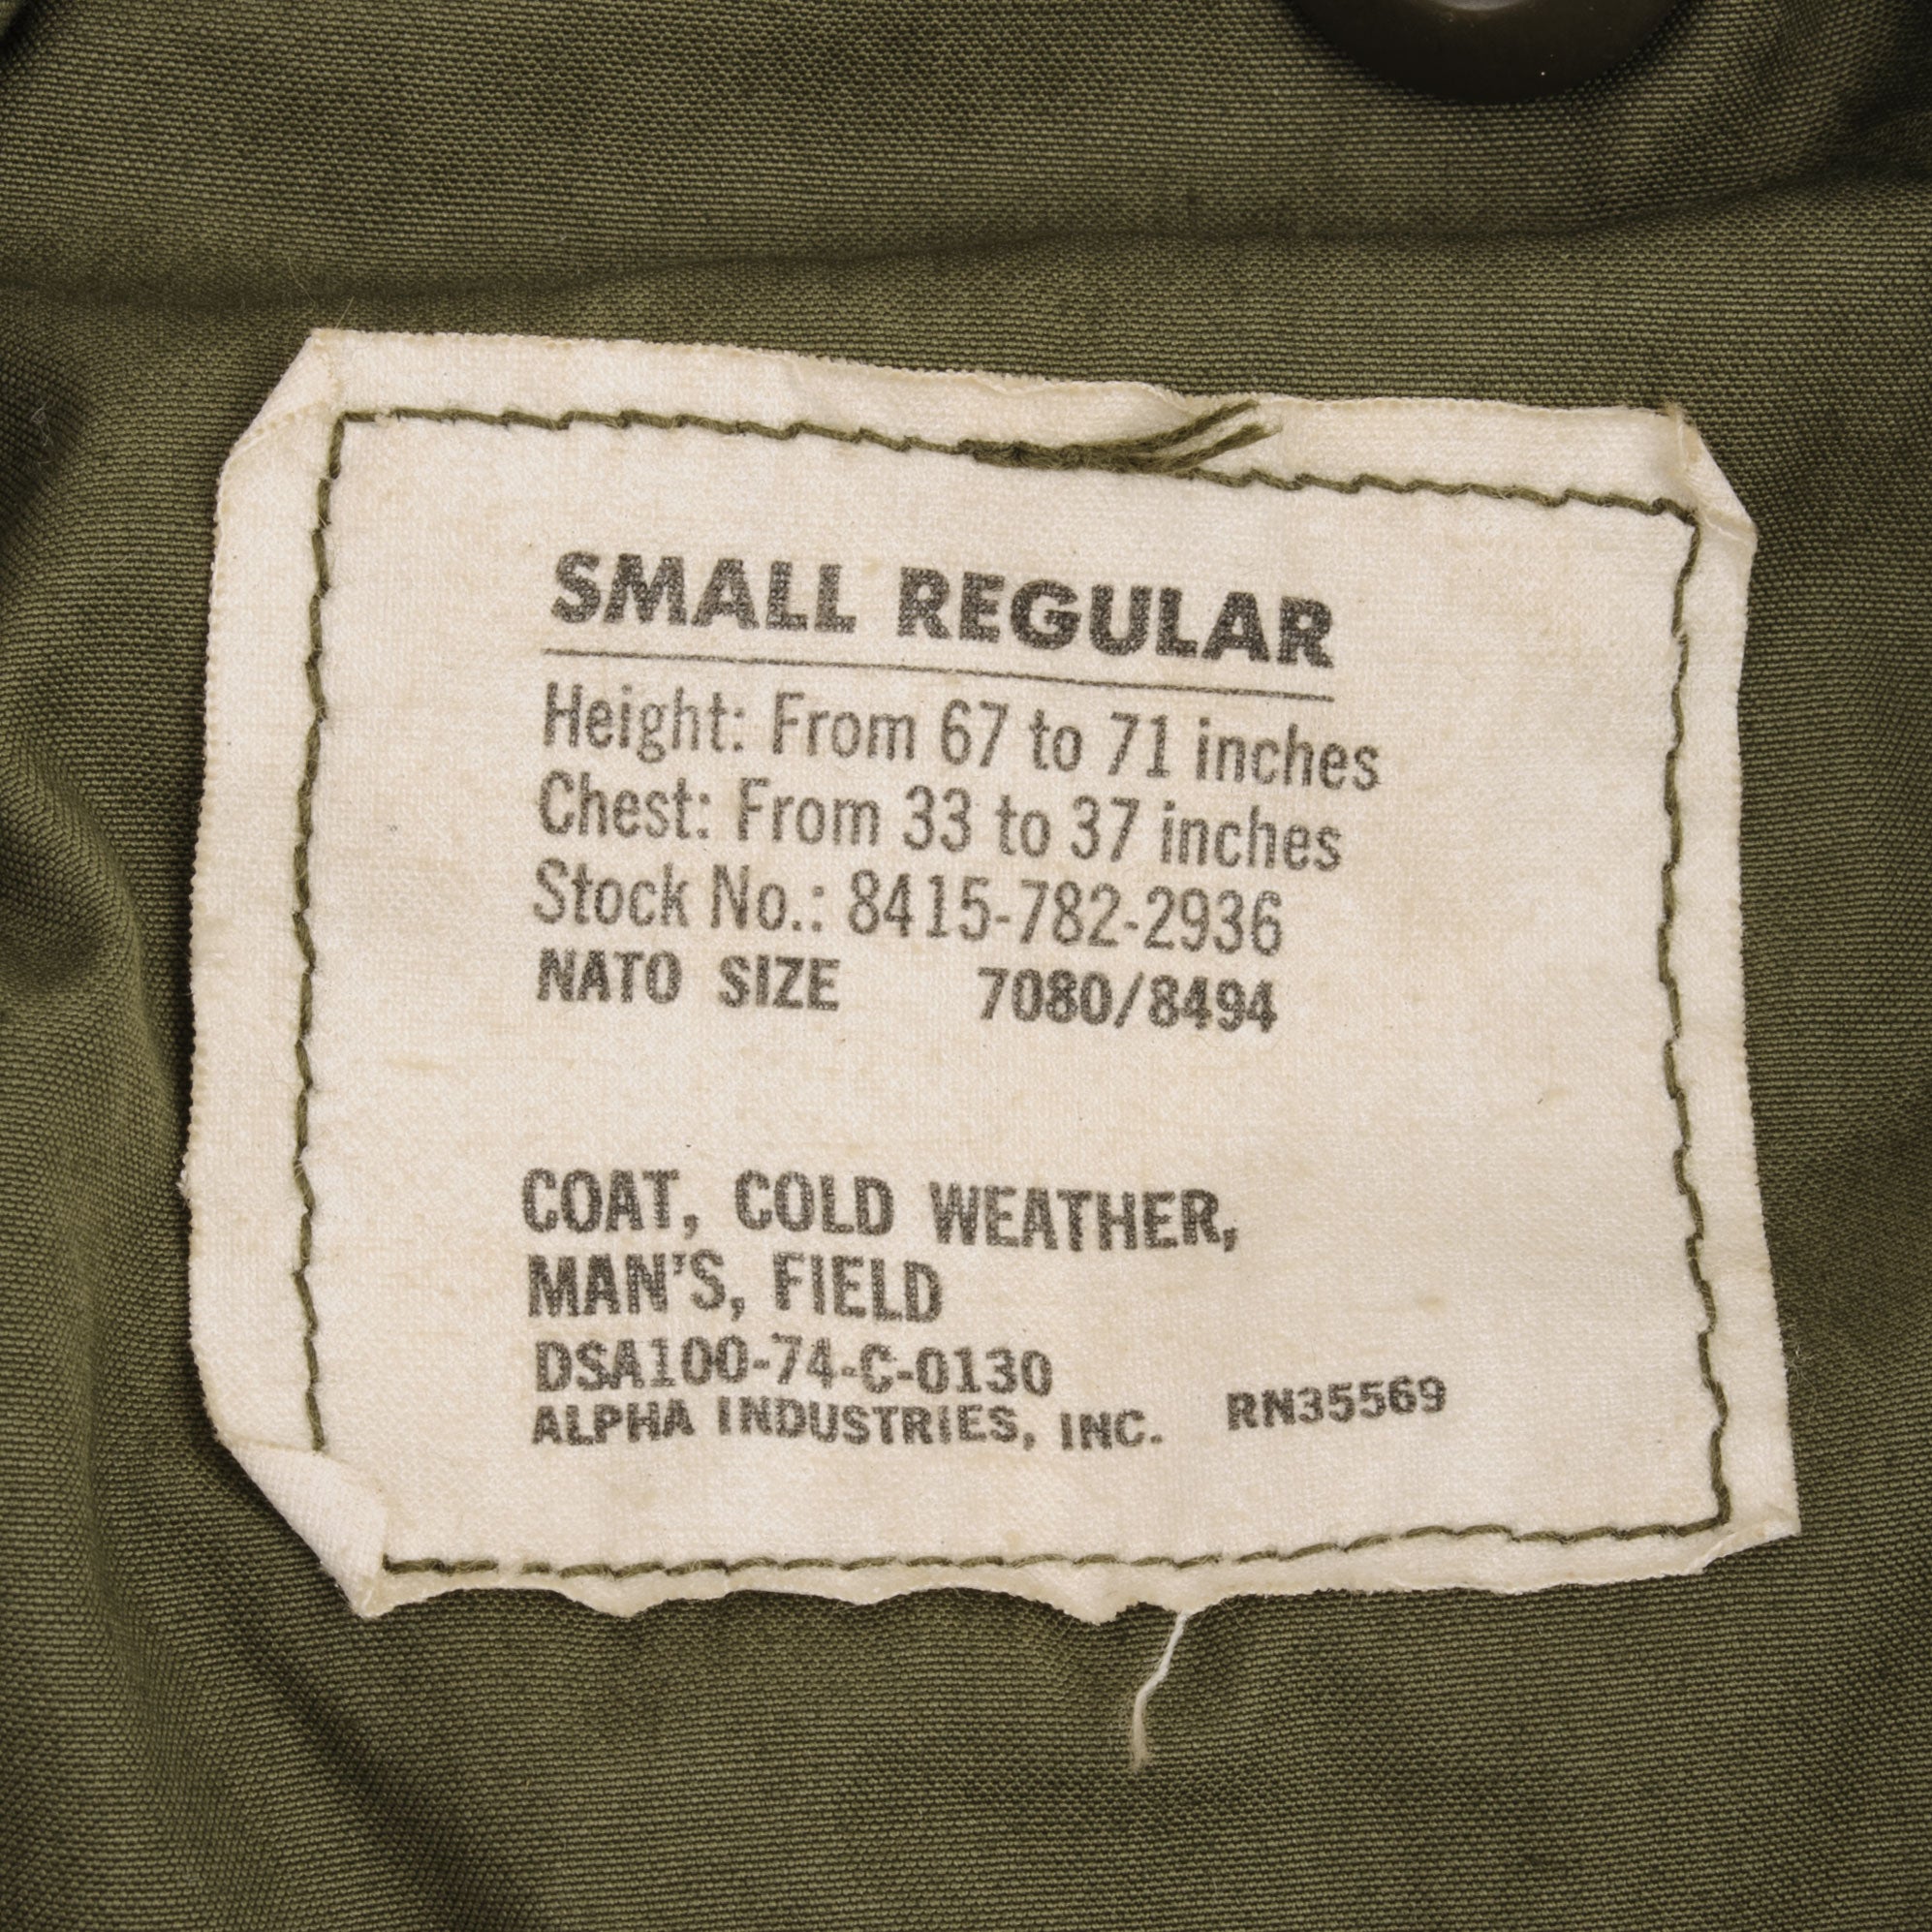 SMALL REGULAR
Height: From 67 to 71 inches
Chest: From 33 to 37 inches
Stock No.: 8415-782-2936
NATO SIZE 7080/8494
COAT, COLD WEATHER,
MAN'S, FIELD
DSA100-74-C-0130
ALPHA INDUSTRIES, INC. RN35569